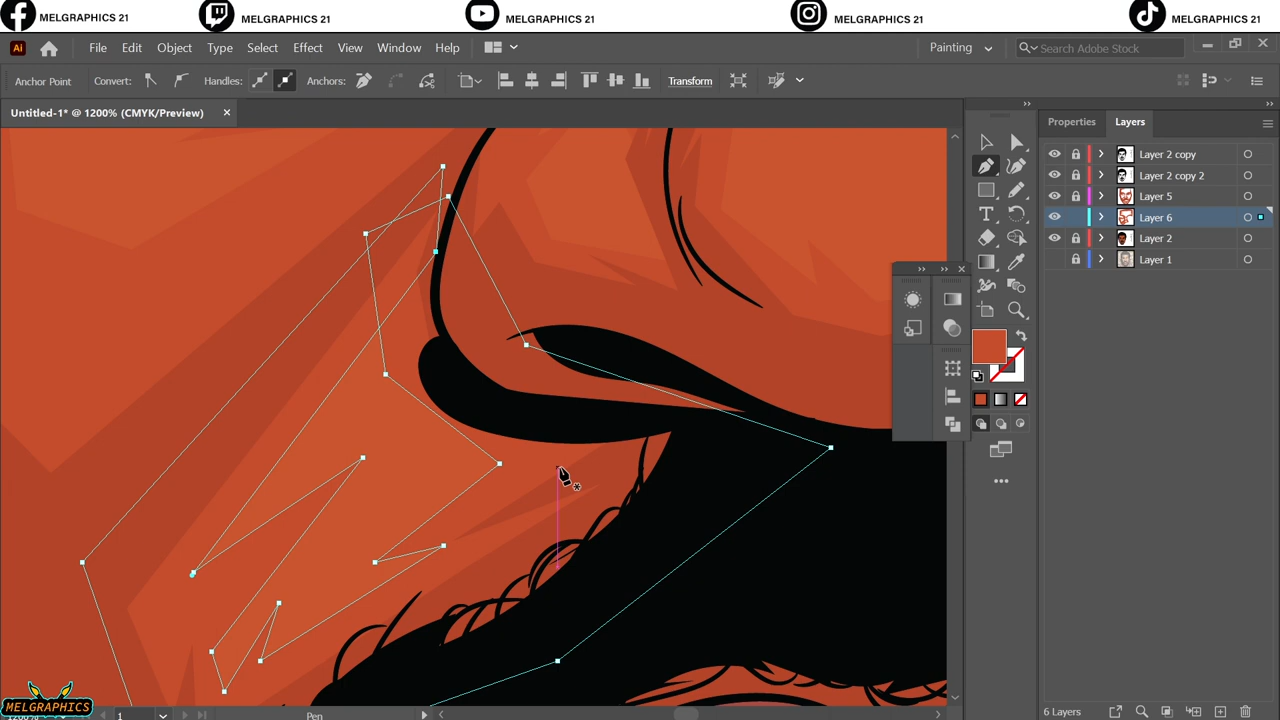 MELGRAPHICS 21
MELGRAPHICS 21
MELGRAPHICS 21
MELGRAPHICS 21
MELGRAPHICS 21
Ai File Edit Object Type Select Effect View Window Help Painting Search Adobe Stock
Anchor Point Convert: Handles: Anchors: Transform
Untitled-1* @ 1200% (CMYK/Preview)
Properties Layers
Layer 2 copy
Layer 2 copy 2
Layer 5
Layer 6
Layer 2
Layer 1
MELGRAPHICS
1 Pen
6 Layers